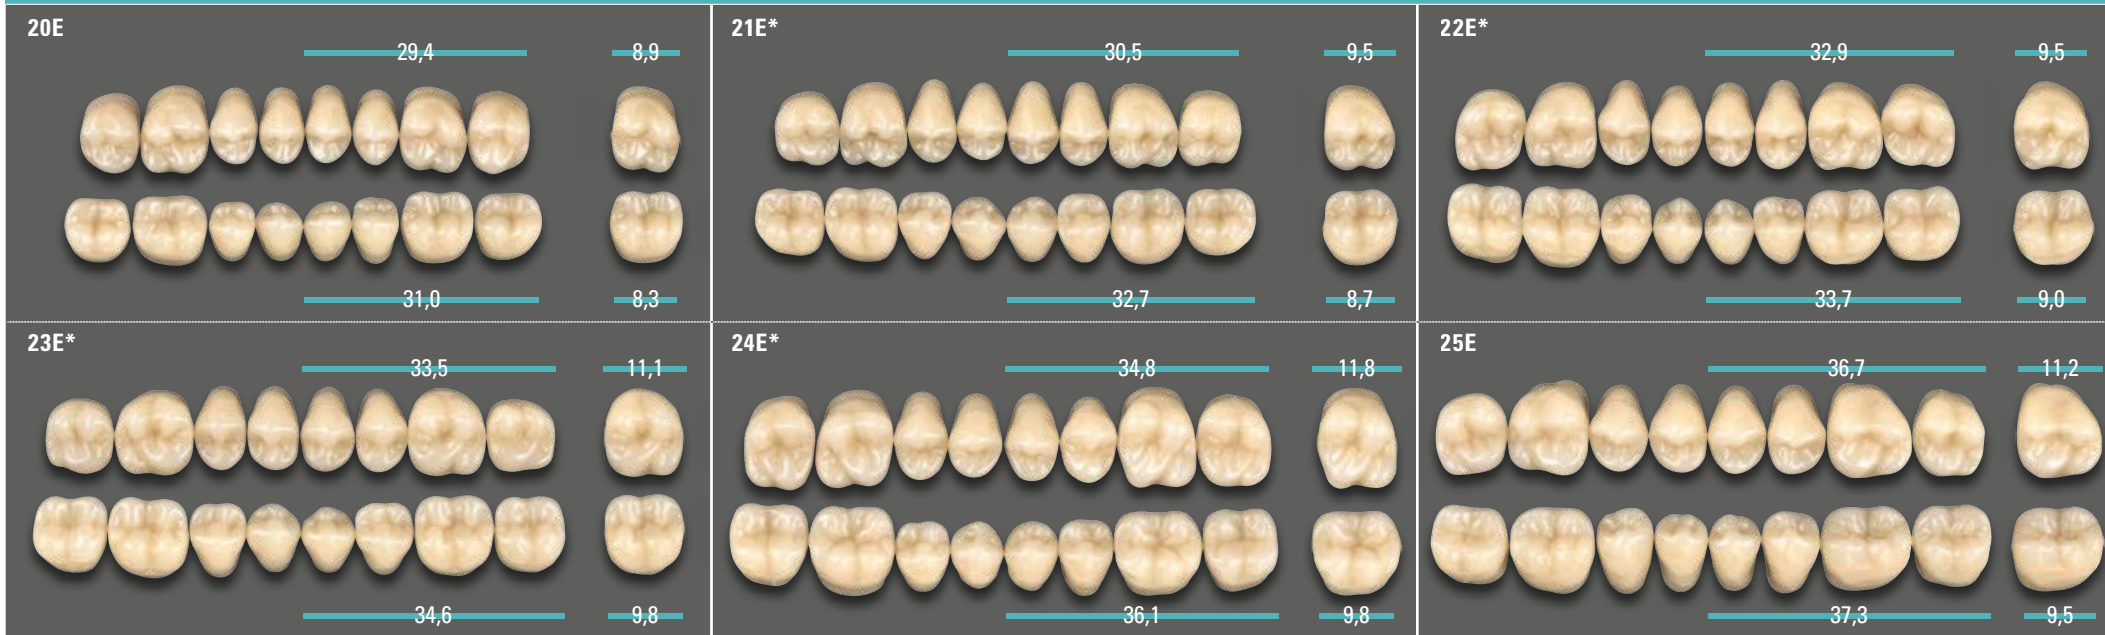 20E
29,4 8,9
31,0 8,3
21E*
30,5 9,5
32,7 8,7
22E*
32,9 9,5
33,7 9,0
23E*
33,5 11,1
34,6 9,8
24E*
34,8 11,8
36,1 9,8
25E
36,7 11,2
37,3 9,5